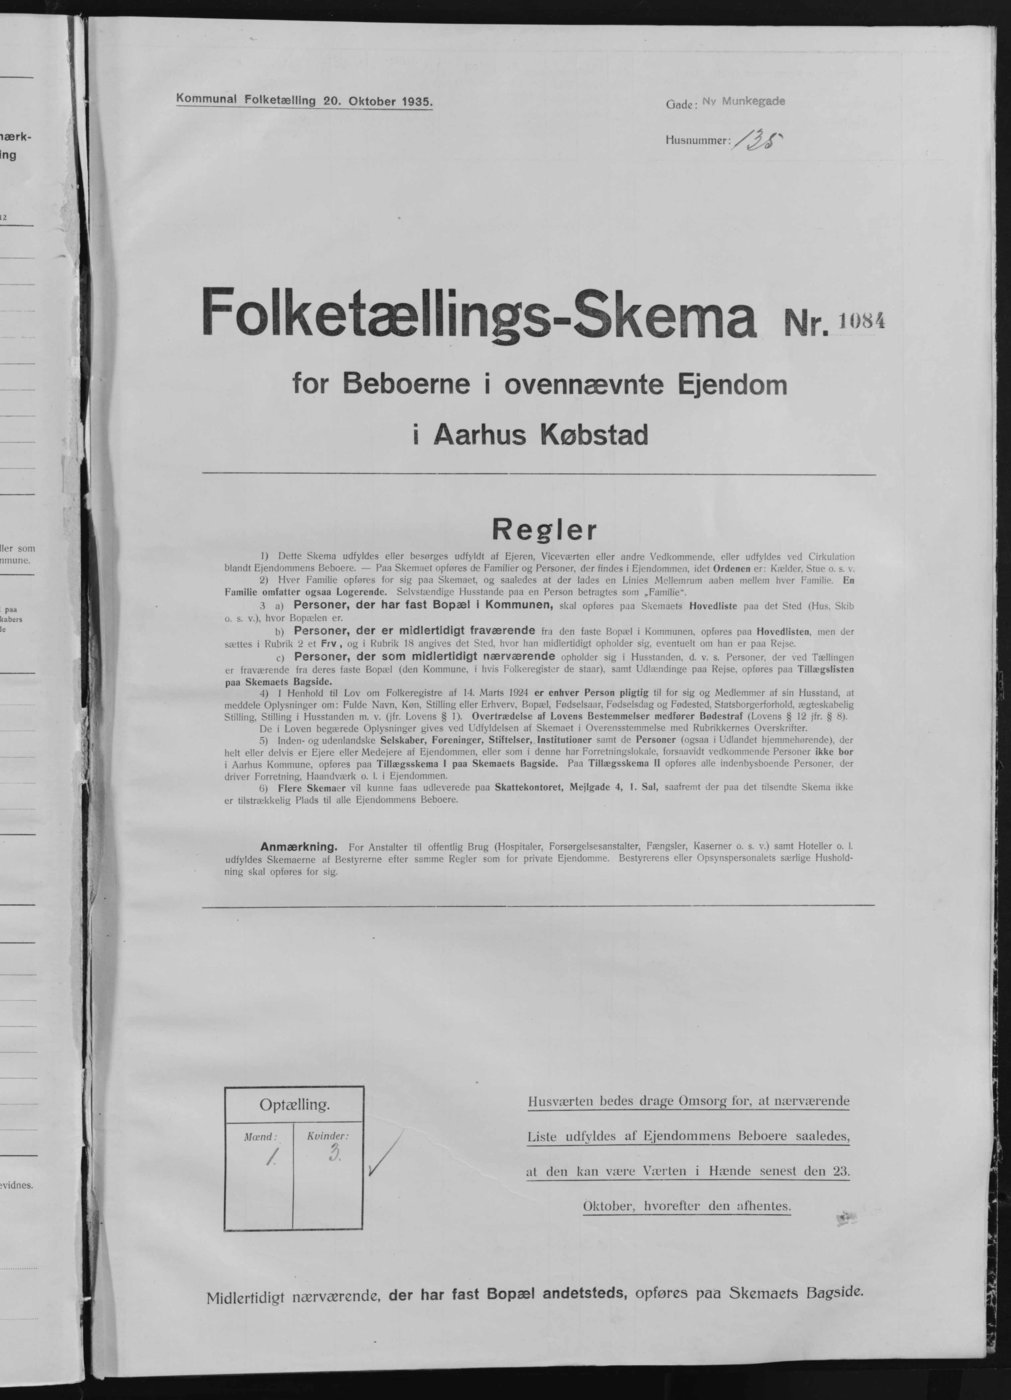 Kommunal Folketælling 20. Oktober 1935.
Gade: Ny Munkegade
Husnummer: 135
Folketællings-Skema Nr. 1084
for Beboerne i ovennævnte Ejendom
i Aarhus Købstad
Regler
1) Dette Skema udfyldes eller besørges udfyldt af Ejeren, Viceværten eller andre Vedkommende, eller udfyldes ved Cirkulation
blandt Ejendommens Beboere. — Paa Skemaet opføres de Familier og Personer, der findes i Ejendommen, idet Ordenen er: Kælder, Stue o. s. v.
2) Hver Familie opføres for sig paa Skemaet, og saaledes at der lades en Linies Mellemrum aaben mellem hver Familie. En
Familie omfatter ogsaa Logerende. Selvstændige Husstande paa en Person betragtes som „Familie“.
3 a) Personer, der har fast Bopæl i Kommunen, skal opføres paa Skemaets Hovedliste paa det Sted (Hus, Skib
o. s. v.), hvor Bopælen er.
b) Personer, der er midlertidigt fraværende fra den faste Bopæl i Kommunen, opføres paa Hovedlisten, men der
sættes i Rubrik 2 et Frv., og i Rubrik 18 angives det Sted, hvor han midlertidigt opholder sig, eventuelt om han er paa Rejse.
c) Personer, der som midlertidigt nærværende opholder sig i Husstanden, d. v. s. Personer, der ved Tællingen
er fraværende fra deres faste Bopæl (den Kommune, i hvis Folkeregister de staar), samt Udlændinge paa Rejse, opføres paa Tillægslisten
paa Skemaets Bagside.
4) I Henhold til Lov om Folkeregistre af 14. Marts 1924 er enhver Person pligtig til for sig og Medlemmer af sin Husstand, at
meddele Oplysninger om: Fulde Navn, Køn, Stilling eller Erhverv, Bopæl, Fødselsaar, Fødselsdag og Fødested, Statsborgerforhold, ægteskabelig
Stilling, Stilling i Husstanden m. v. (jfr. Lovens § 1). Overtrædelse af Lovens Bestemmelser medfører Bødestraf (Lovens § 12 jfr. § 8).
De i Loven begærede Oplysninger gives ved Udfyldelsen af Skemaet i Overensstemmelse med Rubrikkernes Overskrifter.
5) Inden- og udenlandske Selskaber, Foreninger, Stiftelser, Institutioner samt de Personer (ogsaa i Udlandet hjemmehørende), der
helt eller delvis er Ejere eller Medejere af Ejendommen, eller som i denne har Forretningslokale, forsaavidt vedkommende Personer ikke bor
i Aarhus Kommune, opføres paa Tillægsskema I paa Skemaets Bagside. Paa Tillægsskema II opføres alle indenbysboende Personer, der
driver Forretning, Haandværk o. l. i Ejendommen.
6) Flere Skemaer vil kunne faas udleverede paa Skattekontoret, Mejlgade 4, 1. Sal, saafremt der paa det tilsendte Skema ikke
er tilstrækkelig Plads til alle Ejendommens Beboere.
Anmærkning. For Anstalter til offentlig Brug (Hospitaler, Forsørgelsesanstalter, Fængsler, Kaserner o. s. v.) samt Hoteller o. l.
udfyldes Skemaerne af Bestyrerne efter samme Regler som for private Ejendomme. Bestyrerens eller Opsynspersonalets særlige Hushold-
ning skal opføres for sig.
Optælling.
Mænd: Kvinder:
1. 3.
Husværten bedes drage Omsorg for, at nærværende
Liste udfyldes af Ejendommens Beboere saaledes,
at den kan være Værten i Hænde senest den 23.
Oktober, hvorefter den afhentes.
Midlertidigt nærværende, der har fast Bopæl andetsteds, opføres paa Skemaets Bagside.